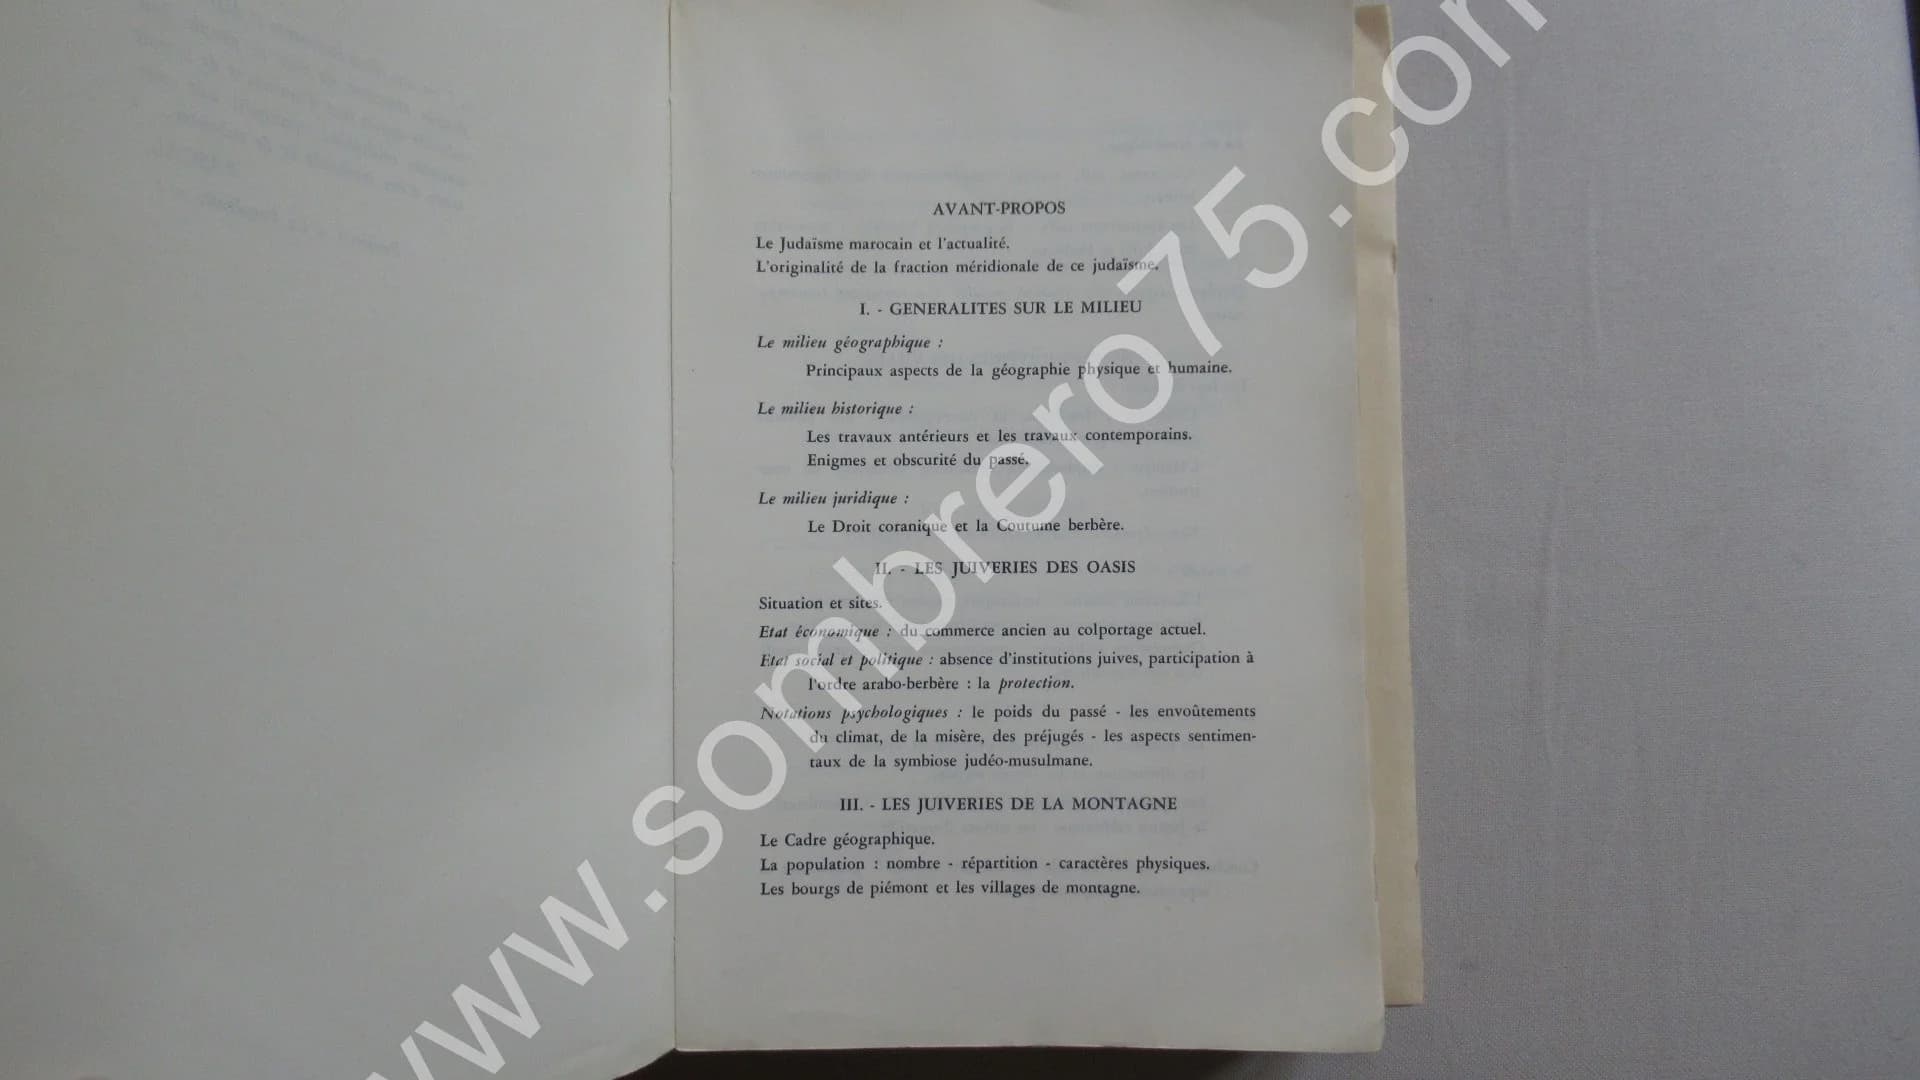 AVANT-PROPOS
Le Judaïsme marocain et l'actualité.
L'originalité de la fraction méridionale de ce judaïsme.
I. - GENERALITES SUR LE MILIEU
Le milieu géographique :
Principaux aspects de la géographie physique et humaine.
Le milieu historique :
Les travaux antérieurs et les travaux contemporains.
Enigmes et obscurité du passé.
Le milieu juridique :
Le Droit coranique et la Coutume berbère.
II. - LES JUIVERIES DES OASIS
Situation et sites.
Etat économique : du commerce ancien au colportage actuel.
Etat social et politique : absence d'institutions juives, participation à
l'ordre arabo-berbère : la protection.
Notations psychologiques : le poids du passé - les envoûtements
du climat, de la misère, des préjugés - les aspects sentimen-
taux de la symbiose judéo-musulmane.
III. - LES JUIVERIES DE LA MONTAGNE
Le Cadre géographique.
La population : nombre - répartition - caractères physiques.
Les bourgs de piémont et les villages de montagne.
www.sombrero75.com